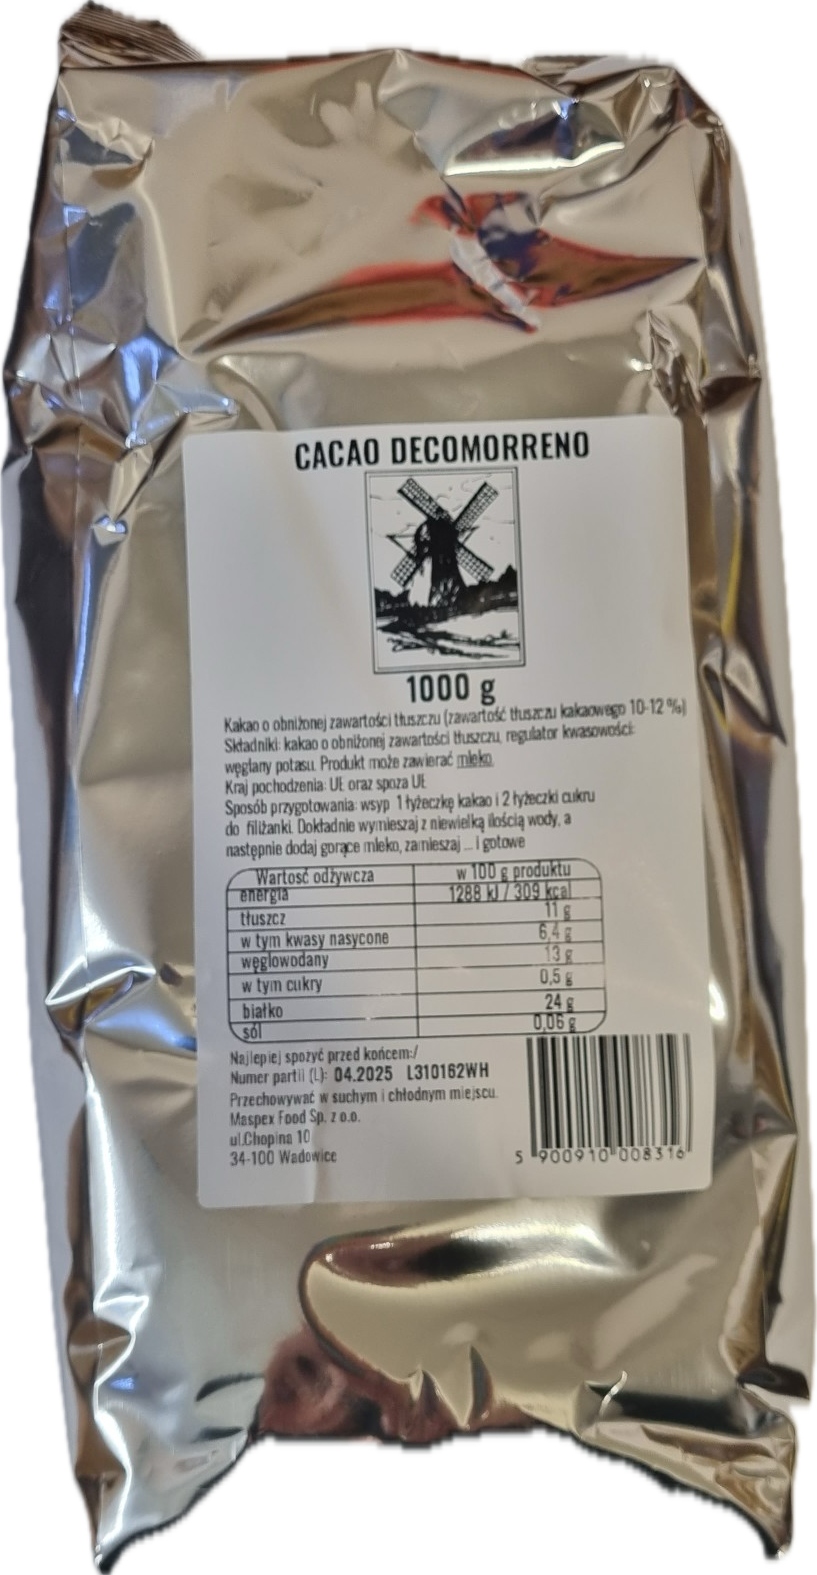 CACAO DECOMORRENO
1000 g
Kakao o obniżonej zawartości tłuszczu (zawartość tłuszczu kakaowego 10-12 %)
Składniki: kakao o obniżonej zawartości tłuszczu, regulator kwasowości:
węglany potasu. Produkt może zawierać mleko.
Kraj pochodzenia: UE oraz spoza UE
Sposób przygotowania: wsyp 1 łyżeczkę kakao i 2 łyżeczki cukru
do filiżanki. Dokładnie wymieszaj z niewielką ilością wody, a
następnie dodaj gorące mleko, zamieszaj ... i gotowe
Wartość odżywcza w 100 g produktu
energia 1288 kJ / 309 kcal
tłuszcz 11 g
w tym kwasy nasycone 6,4 g
węglowodany 13 g
w tym cukry 0,5 g
białko 24 g
sól 0,06 g
Najlepiej spożyć przed końcem:/
Numer partii (L): 04.2025 L310162WH
Przechowywać w suchym i chłodnym miejscu.
Maspex Food Sp. z o.o.
ul.Chopina 10
34-100 Wadowice
5 900910 008316